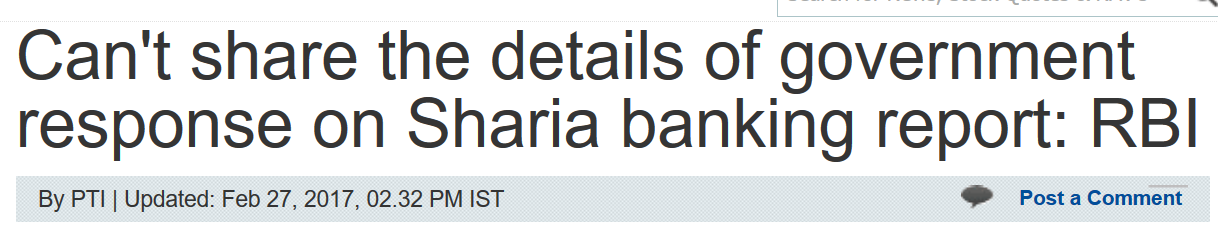 Can't share the details of government
response on Sharia banking report: RBI
By PTI | Updated: Feb 27, 2017, 02.32 PM IST
Post a Comment